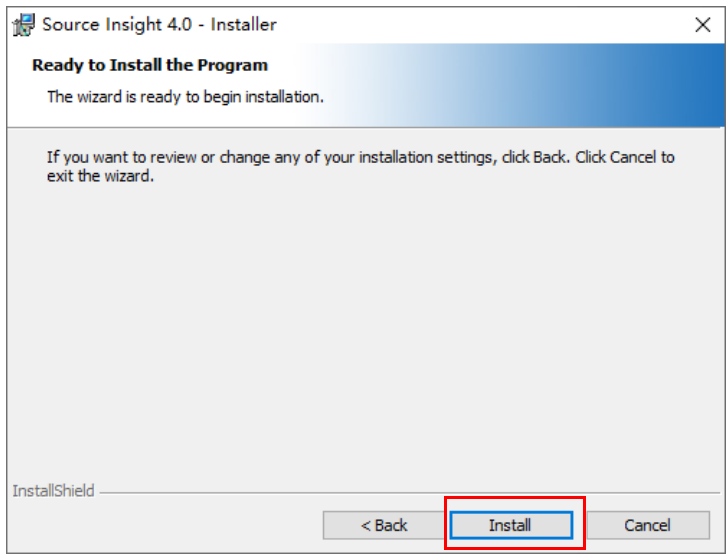 Source Insight 4.0 - Installer
Ready to Install the Program
The wizard is ready to begin installation.
If you want to review or change any of your installation settings, click Back. Click Cancel to
exit the wizard.
InstallShield
< Back
Install
Cancel